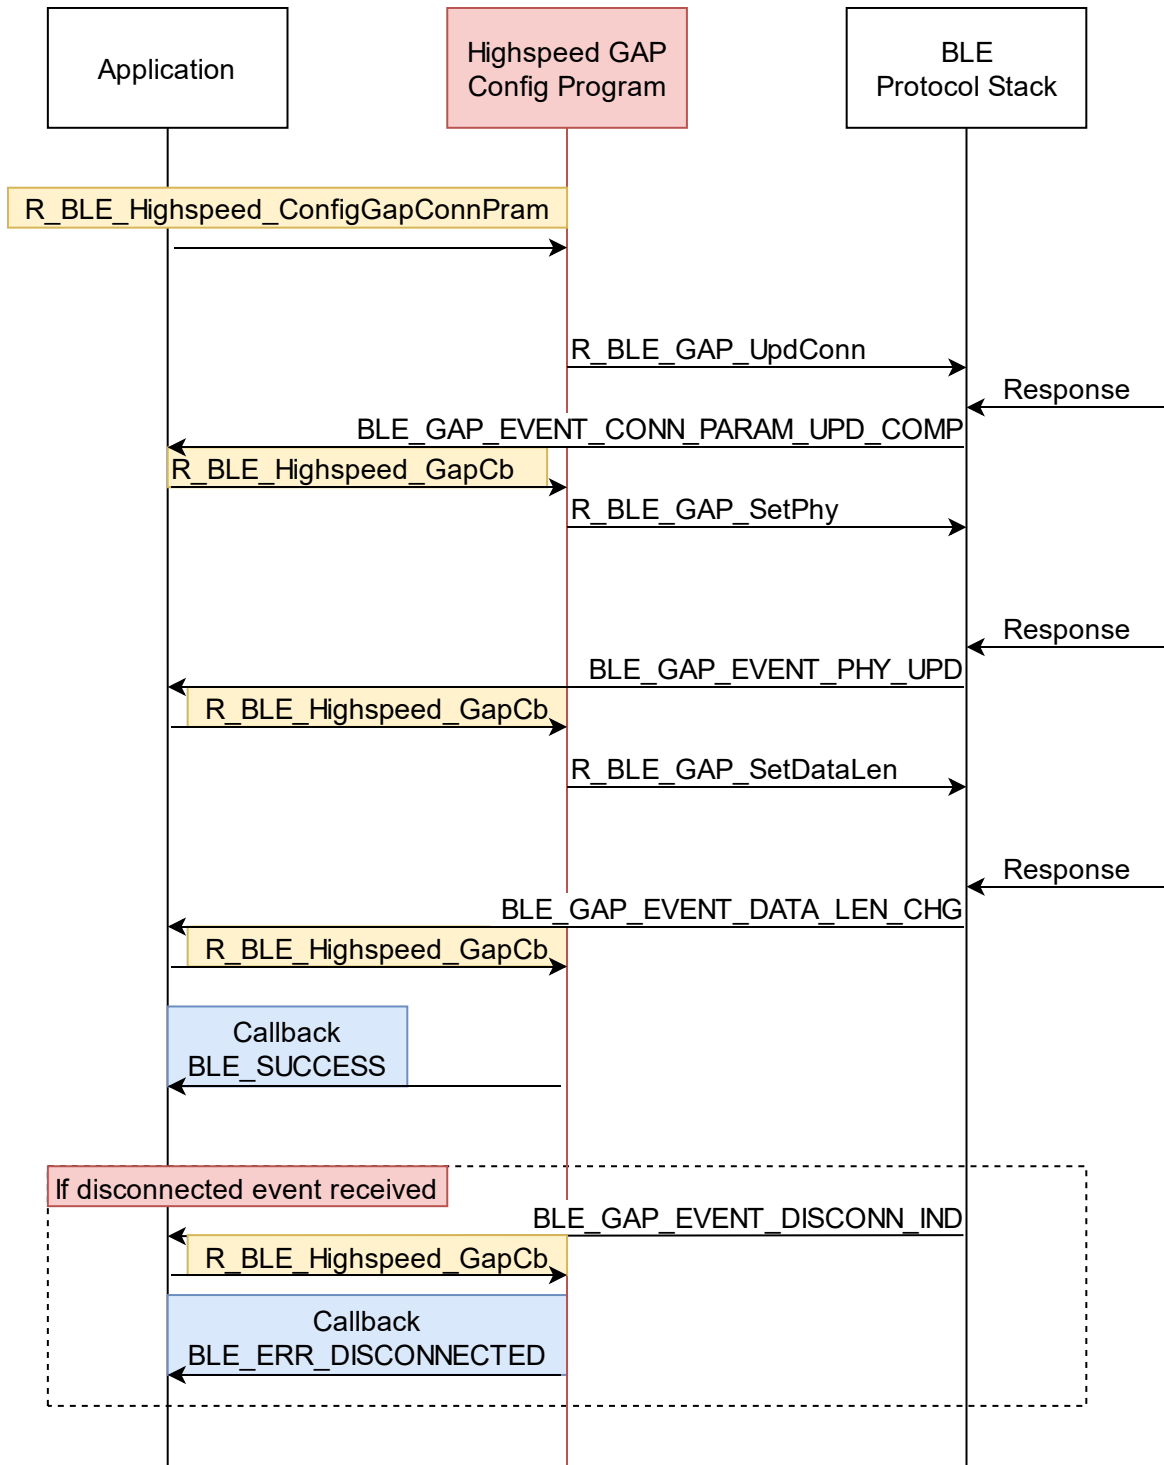 Application
Highspeed GAP
Config Program
BLE
Protocol Stack
R_BLE_Highspeed_ConfigGapConnPram
R_BLE_GAP_UpdConn
Response
BLE_GAP_EVENT_CONN_PARAM_UPD_COMP
R_BLE_Highspeed_GapCb
R_BLE_GAP_SetPhy
Response
BLE_GAP_EVENT_PHY_UPD
R_BLE_Highspeed_GapCb
R_BLE_GAP_SetDataLen
Response
BLE_GAP_EVENT_DATA_LEN_CHG
R_BLE_Highspeed_GapCb
Callback
BLE_SUCCESS
If disconnected event received
BLE_GAP_EVENT_DISCONN_IND
R_BLE_Highspeed_GapCb
Callback
BLE_ERR_DISCONNECTED